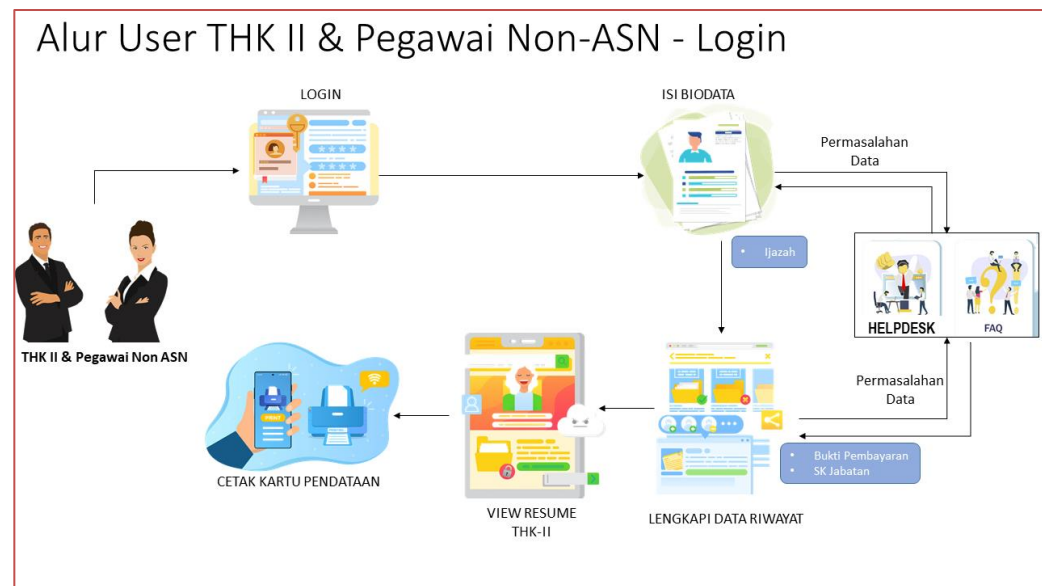 Alur User THK II & Pegawai Non-ASN - Login
LOGIN
ISI BIODATA
Permasalahan
Data
• Ijazah
HELPDESK
FAQ
THK II & Pegawai Non ASN
Permasalahan
Data
• Bukti Pembayaran
• SK Jabatan
CETAK KARTU PENDATAAN
VIEW RESUME
THK-II
LENGKAPI DATA RIWAYAT